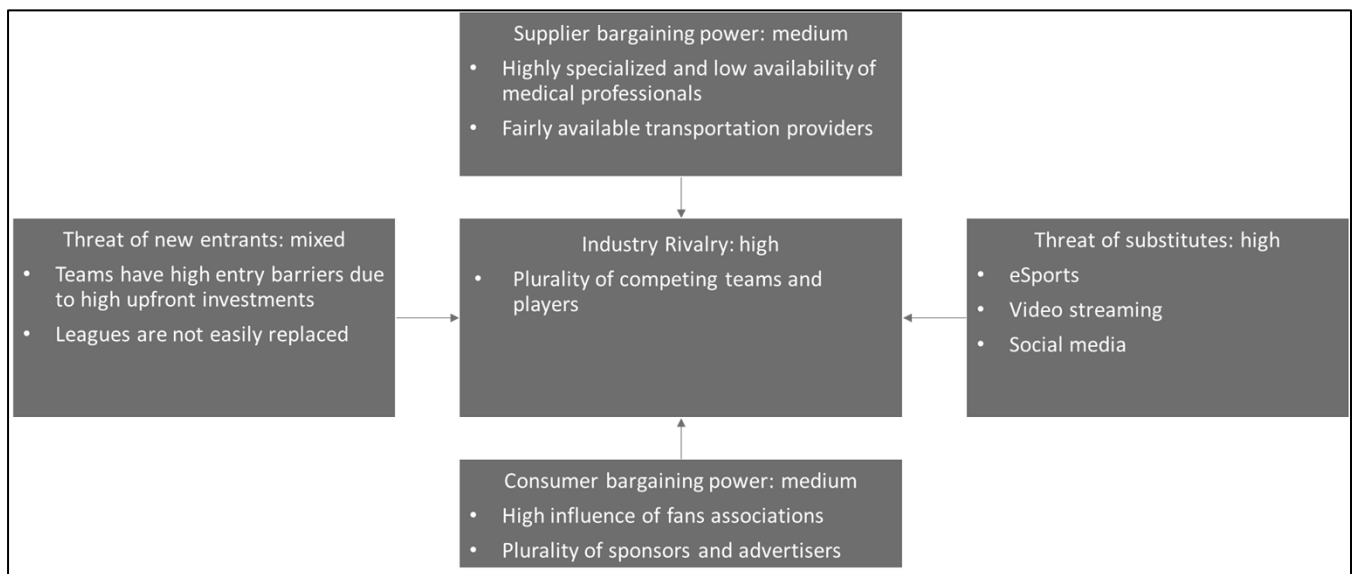 Supplier bargaining power: medium
• Highly specialized and low availability of
medical professionals
• Fairly available transportation providers
Threat of new entrants: mixed
• Teams have high entry barriers due
to high upfront investments
• Leagues are not easily replaced
Industry Rivalry: high
• Plurality of competing teams and
players
Threat of substitutes: high
• eSports
• Video streaming
• Social media
Consumer bargaining power: medium
• High influence of fans associations
• Plurality of sponsors and advertisers